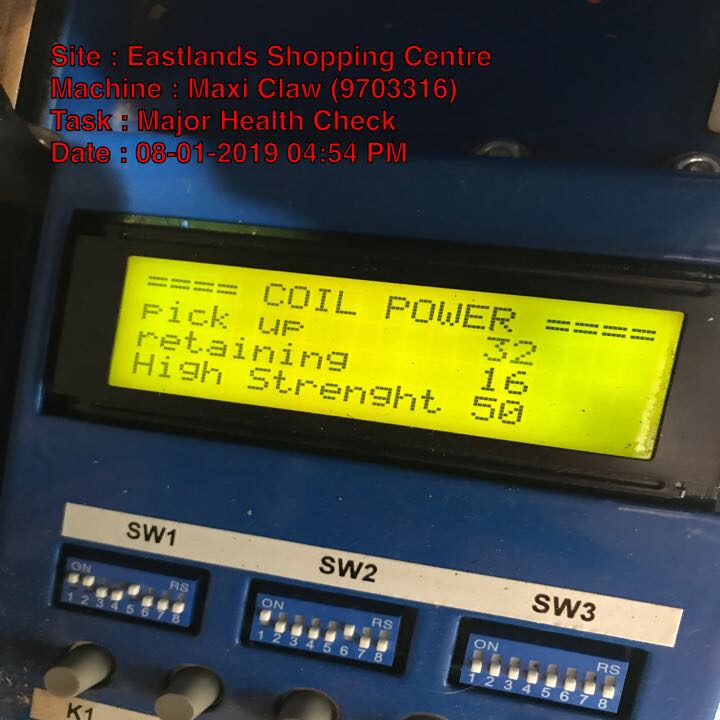 Site : Eastlands Shopping Centre
Machine : Maxi Claw (9703316)
Task : Major Health Check
Date : 08-01-2019 04:54 PM
==== COIL POWER ====
pick up 32
retaining 16
High Strenght 50
SW1
SW2
SW3
ON RS
1 2 3 4 5 6 7 8
ON RS
1 2 3 4 5 6 7 8
ON RS
1 2 3 4 5 6 7 8
K1